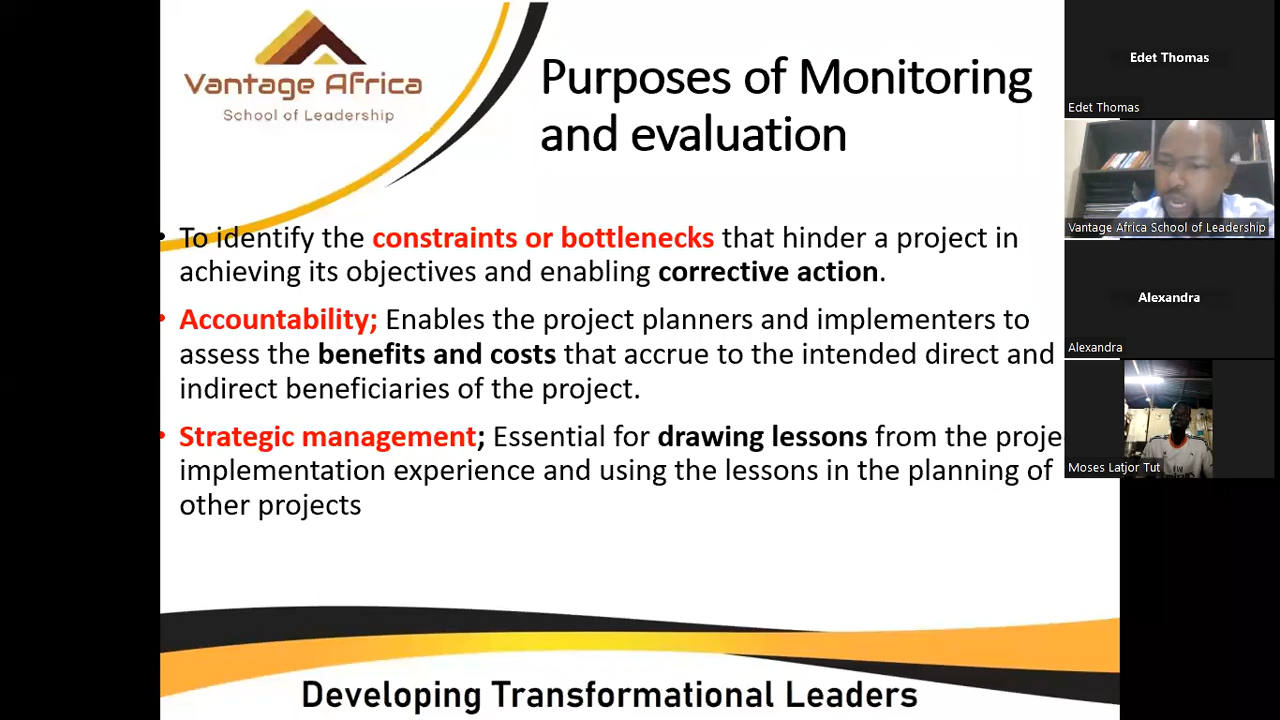 Vantage Africa
School of Leadership
Purposes of Monitoring
and evaluation
• To identify the constraints or bottlenecks that hinder a project in
achieving its objectives and enabling corrective action.
• Accountability; Enables the project planners and implementers to
assess the benefits and costs that accrue to the intended direct and
indirect beneficiaries of the project.
• Strategic management; Essential for drawing lessons from the proje
implementation experience and using the lessons in the planning of
other projects
Developing Transformational Leaders
Edet Thomas
Edet Thomas
Vantage Africa School of Leadership
Alexandra
Alexandra
Moses Latjor Tut